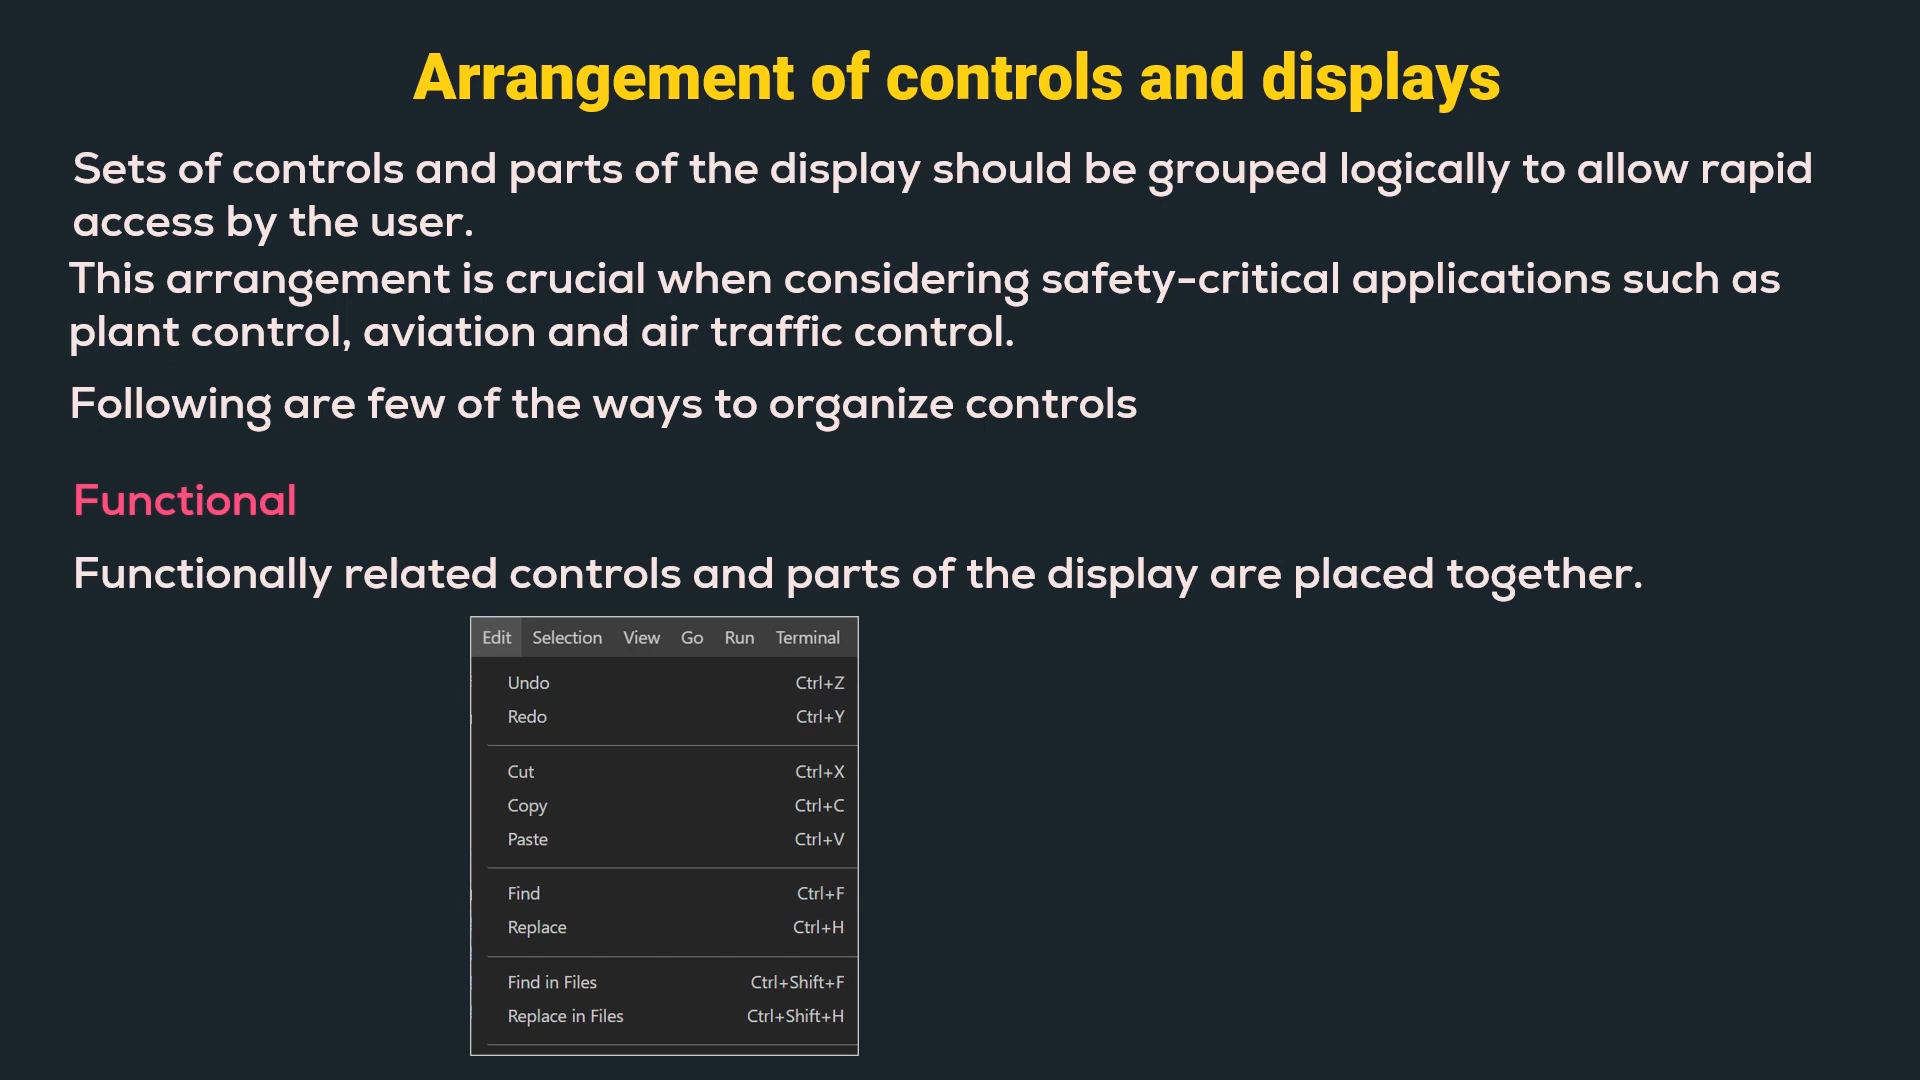 Arrangement of controls and displays
Sets of controls and parts of the display should be grouped logically to allow rapid
access by the user.
This arrangement is crucial when considering safety-critical applications such as
plant control, aviation and air traffic control.
Following are few of the ways to organize controls
Functional
Functionally related controls and parts of the display are placed together.
Edit Selection View Go Run Terminal
Undo Ctrl+Z
Redo Ctrl+Y
Cut Ctrl+X
Copy Ctrl+C
Paste Ctrl+V
Find Ctrl+F
Replace Ctrl+H
Find in Files Ctrl+Shift+F
Replace in Files Ctrl+Shift+H